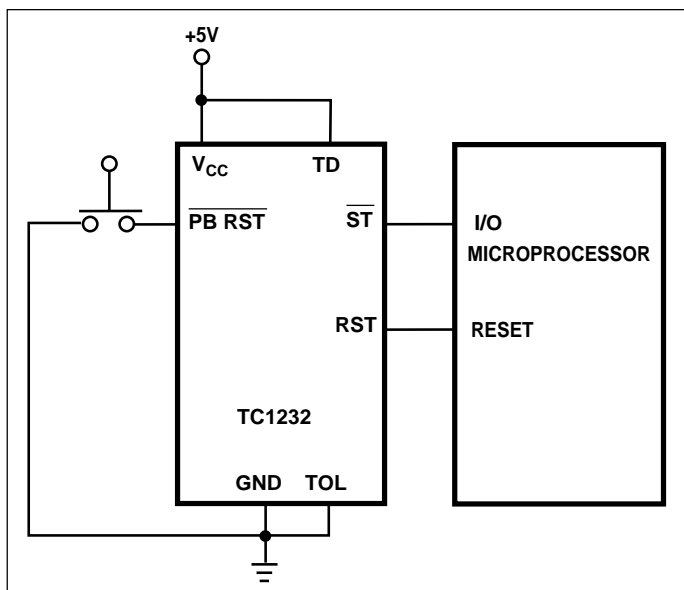 +5V
VCC TD
PB RST ST
I/O
MICROPROCESSOR
RST RESET
TC1232
GND TOL